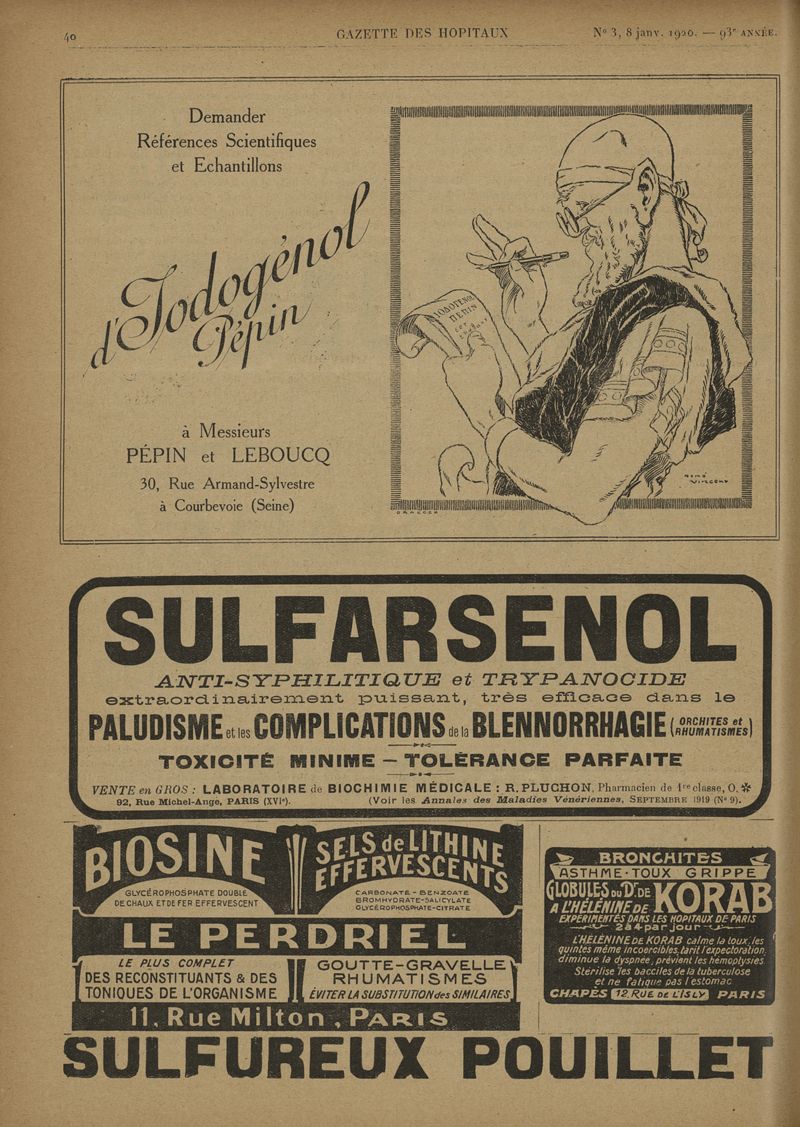 40
GAZETTE DES HOPITAUX
N° 3, 8 janv. 1920. — 93e ANNÉE.
Demander
Références Scientifiques
et Echantillons
d'Iodogénol
Pépin
à Messieurs
PÉPIN et LEBOUCQ
30, Rue Armand-Sylvestre
à Courbevoie (Seine)
PEPIN
RENÉ
VINCENT
DRAEGER
SULFARSENOL
ANTI-SYPHILITIQUE et TRYPANOCIDE
extraordinairement puissant, très efficace dans le
PALUDISME et les COMPLICATIONS de la BLENNORRHAGIE (ORCHITES et RHUMATISMES)
TOXICITÉ MINIME — TOLÉRANCE PARFAITE
VENTE en GROS : LABORATOIRE de BIOCHIMIE MÉDICALE : R. PLUCHON, Pharmacien de 1re classe, O. ✠
92, Rue Michel-Ange, PARIS (XVIe). (Voir les Annales des Maladies Vénériennes, SEPTEMBRE 1919 (N° 9).
BIOSINE
GLYCÉROPHOSPHATE DOUBLE
DE CHAUX ET DE FER EFFERVESCENT
SELS de LITHINE
EFFERVESCENTS
CARBONATE - BENZOATE
BROMHYDRATE-SALICYLATE
GLYCÉROPHOSPHATE-CITRATE
LE PERDRIEL
LE PLUS COMPLET
DES RECONSTITUANTS & DES
TONIQUES DE L'ORGANISME
GOUTTE-GRAVELLE
RHUMATISMES
ÉVITER LA SUBSTITUTION des SIMILAIRES
11, Rue Milton, PARIS
BRONCHITES
ASTHME · TOUX GRIPPE
GLOBULES DU Dr DE KORAB
A L'HÉLÉNINE DE
EXPÉRIMENTÉS DANS LES HOPITAUX DE PARIS
2 à 4 par jour
L'HÉLÉNINE DE KORAB calme la toux, les
quintes même incoercibles, tarit l'expectoration,
diminue la dyspnée, prévient les hémoptysies
Stérilise les bacilles de la tuberculose
et ne fatigue pas l'estomac
CHAPÈS 12, RUE DE L'ISLY PARIS
SULFUREUX POUILLET